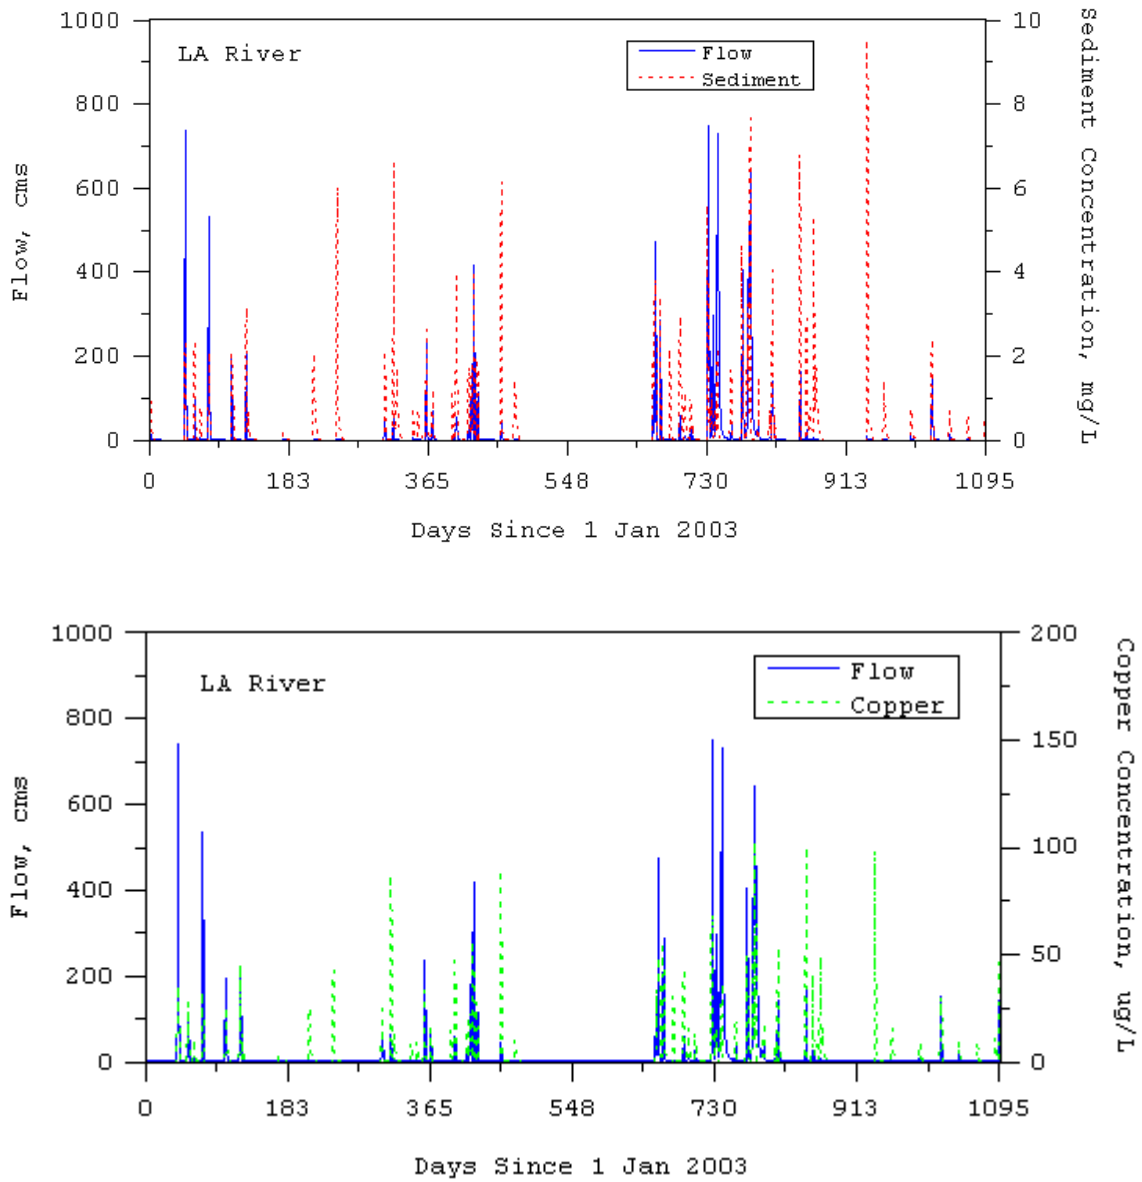 LA River
Flow
Sediment
1000
800
600
400
200
0
Flow, cms
10
8
6
4
2
0
Sediment Concentration, mg/L
0 183 365 548 730 913 1095
Days Since 1 Jan 2003
LA River
Flow
Copper
1000
800
600
400
200
0
Flow, cms
200
150
100
50
0
Copper Concentration, ug/L
0 183 365 548 730 913 1095
Days Since 1 Jan 2003